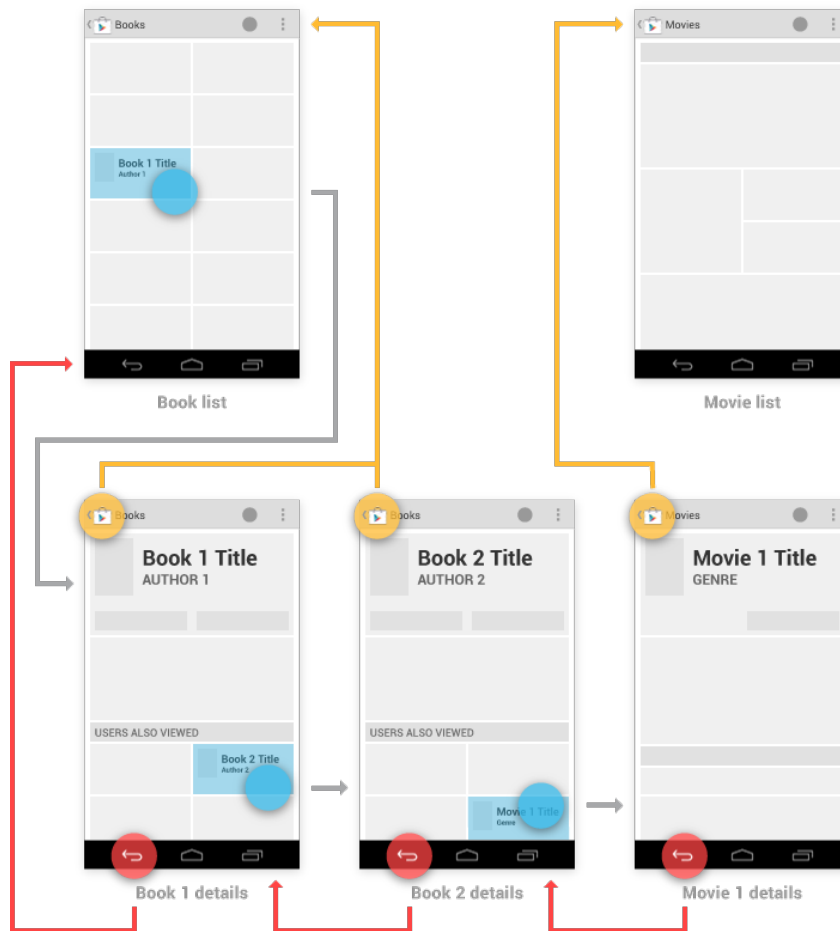 Books
Movies
Book 1 Title
Author 1
Book list
Movie list
Books
Books
Movies
Book 1 Title
AUTHOR 1
Book 2 Title
AUTHOR 2
Movie 1 Title
GENRE
USERS ALSO VIEWED
USERS ALSO VIEWED
Book 2 Title
Author 2
Movie 1 Title
Genre
Book 1 details
Book 2 details
Movie 1 details